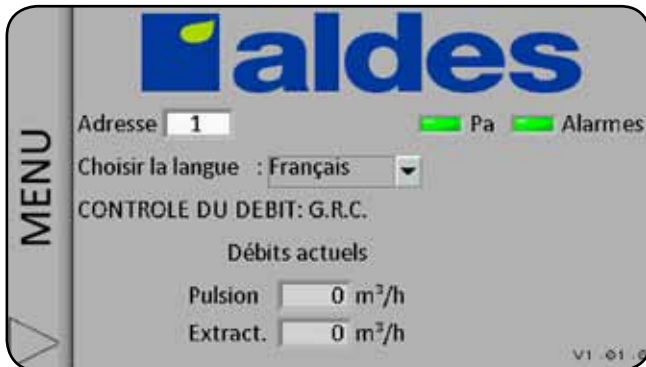 aldes
MENU
Adresse 1 Pa Alarmes
Choisir la langue : Français
CONTROLE DU DEBIT: G.R.C.
Débits actuels
Pulsion 0 m³/h
Extract. 0 m³/h